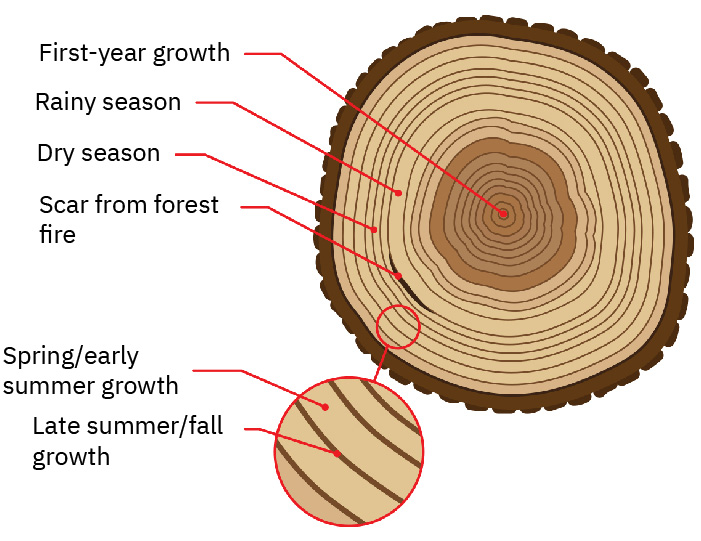 First-year growth
Rainy season
Dry season
Scar from forest
fire
Spring/early
summer growth
Late summer/fall
growth